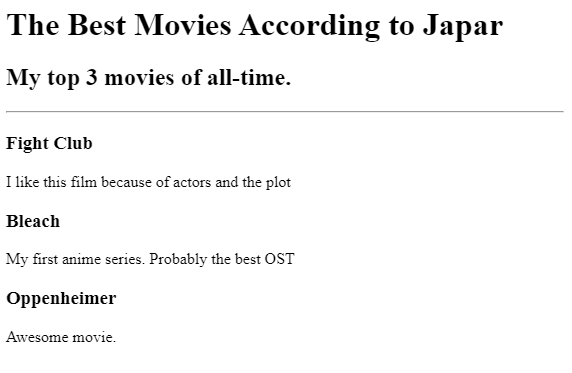 The Best Movies According to Japar
My top 3 movies of all-time.
Fight Club
I like this film because of actors and the plot
Bleach
My first anime series. Probably the best OST
Oppenheimer
Awesome movie.